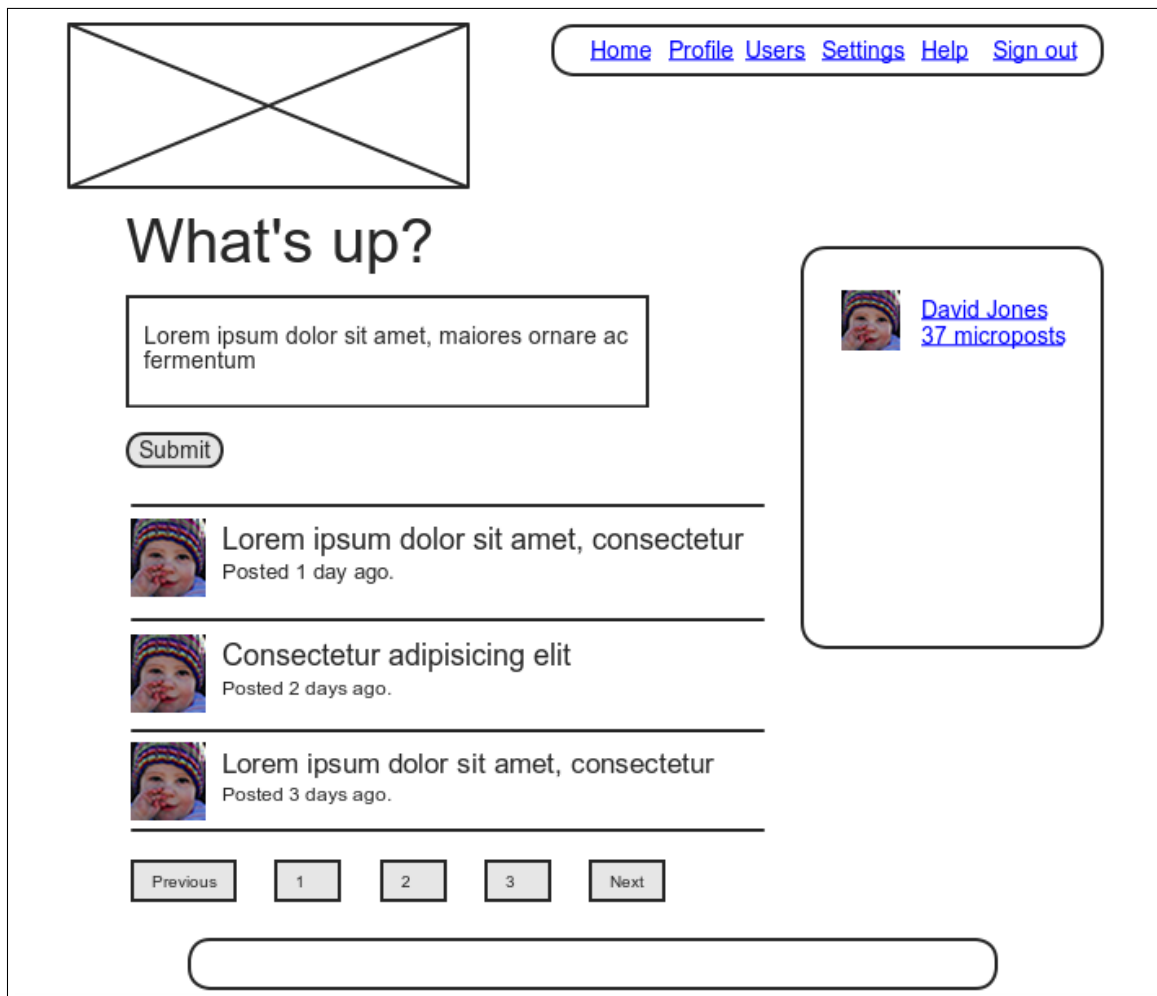 Home Profile Users Settings Help Sign out
What's up?
Lorem ipsum dolor sit amet, maiores ornare ac
fermentum
Submit
David Jones
37 microposts
Lorem ipsum dolor sit amet, consectetur
Posted 1 day ago.
Consectetur adipisicing elit
Posted 2 days ago.
Lorem ipsum dolor sit amet, consectetur
Posted 3 days ago.
Previous 1 2 3 Next